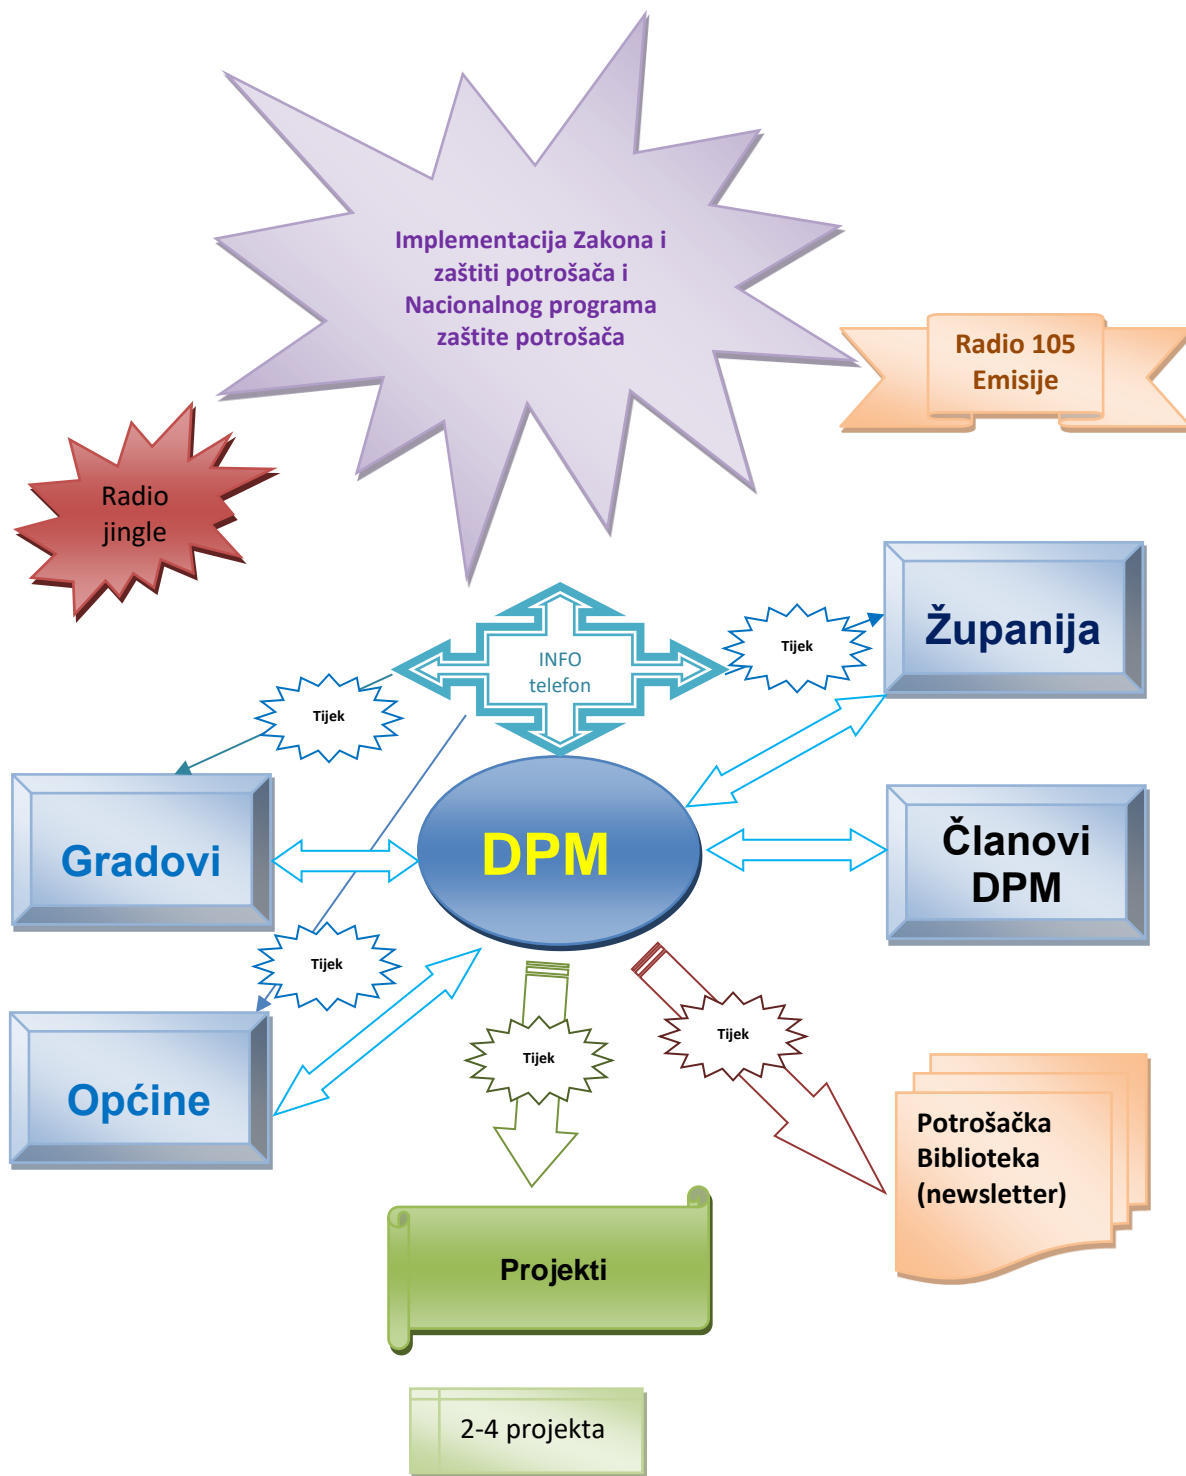 Implementacija Zakona i
zaštiti potrošača i
Nacionalnog programa
zaštite potrošača
Radio 105
Emisije
Radio
jingle
Županija
INFO
telefon
Tijek
Tijek
Gradovi
DPM
Članovi
DPM
Tijek
Općine
Tijek
Tijek
Potrošačka
Biblioteka
(newsletter)
Projekti
2-4 projekta